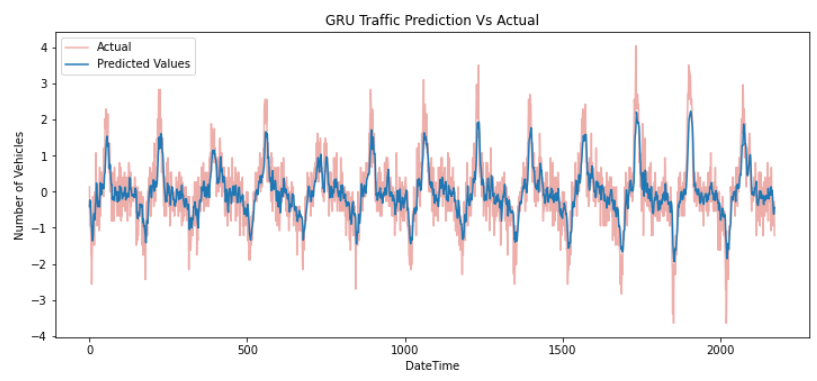 GRU Traffic Prediction Vs Actual
Actual
Predicted Values
Number of Vehicles
4
3
2
1
0
−1
−2
−3
−4
0
500
1000
1500
2000
DateTime